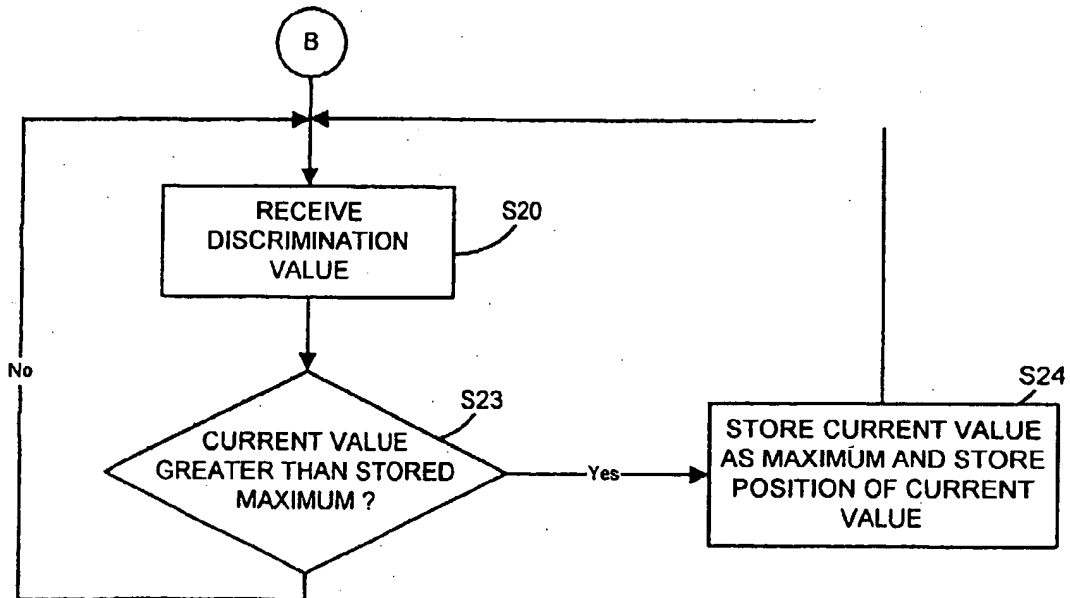 B
RECEIVE
DISCRIMINATION
VALUE
S20
No
S23
CURRENT VALUE
GREATER THAN STORED
MAXIMUM ?
Yes
S24
STORE CURRENT VALUE
AS MAXIMUM AND STORE
POSITION OF CURRENT
VALUE